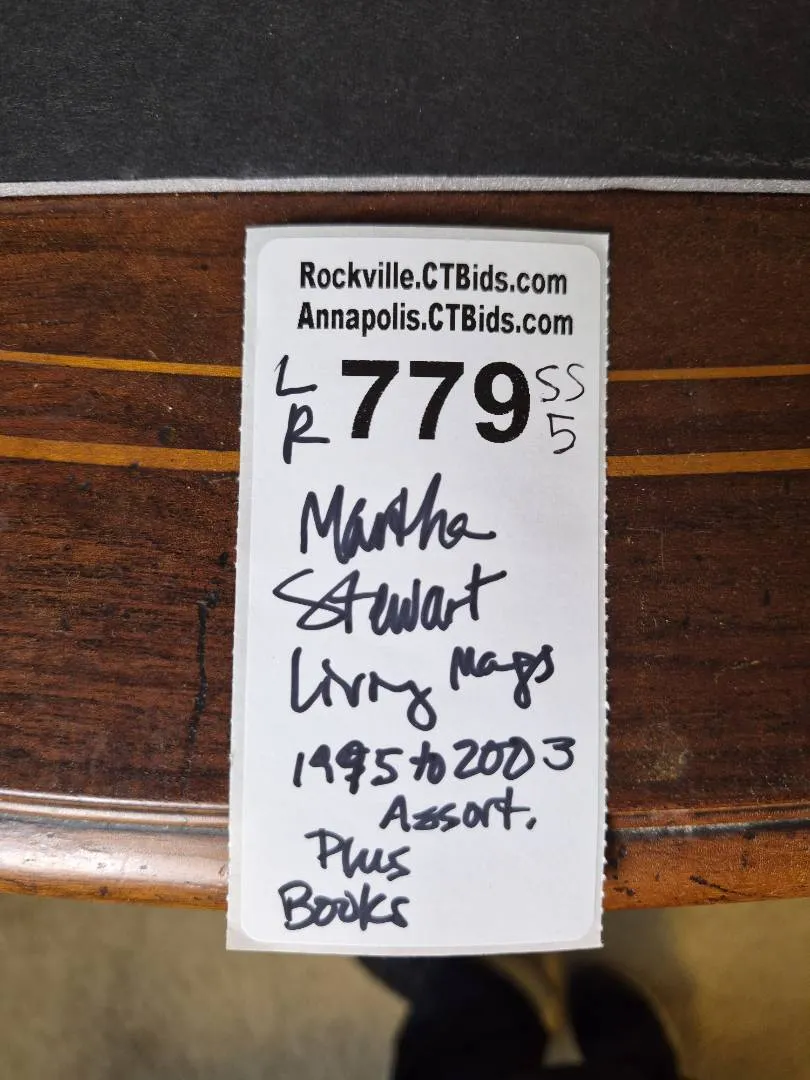 Rockville.CTBids.com
Annapolis.CTBids.com
L 779 SS
R 5
Martha
Stewart
Living Mags
1995 to 2003
Assort.
Plus
Books